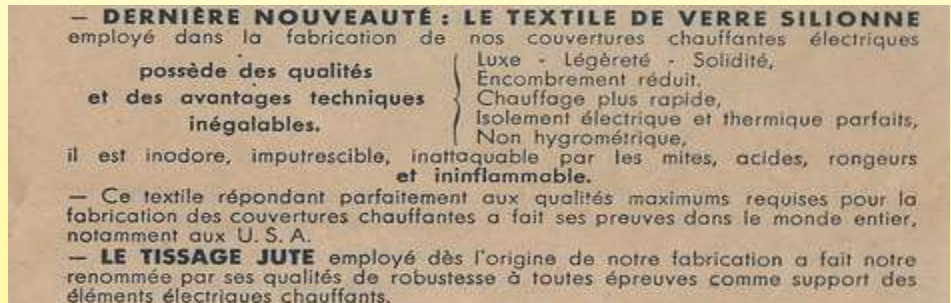 — DERNIÈRE NOUVEAUTÉ : LE TEXTILE DE VERRE SILIONNE
employé dans la fabrication de nos couvertures chauffantes électriques
possède des qualités
et des avantages techniques
inégalables.
Luxe - Légèreté - Solidité,
Encombrement réduit.
Chauffage plus rapide,
Isolement électrique et thermique parfaits,
Non hygrométrique,
il est inodore, imputrescible, inattaquable par les mites, acides, rongeurs
et ininflammable.
— Ce textile répondant parfaitement aux qualités maximums requises pour la
fabrication des couvertures chauffantes a fait ses preuves dans le monde entier,
notamment aux U. S. A.
— LE TISSAGE JUTE employé dès l'origine de notre fabrication a fait notre
renommée par ses qualités de robustesse à toutes épreuves comme support des
éléments électriques chauffants.